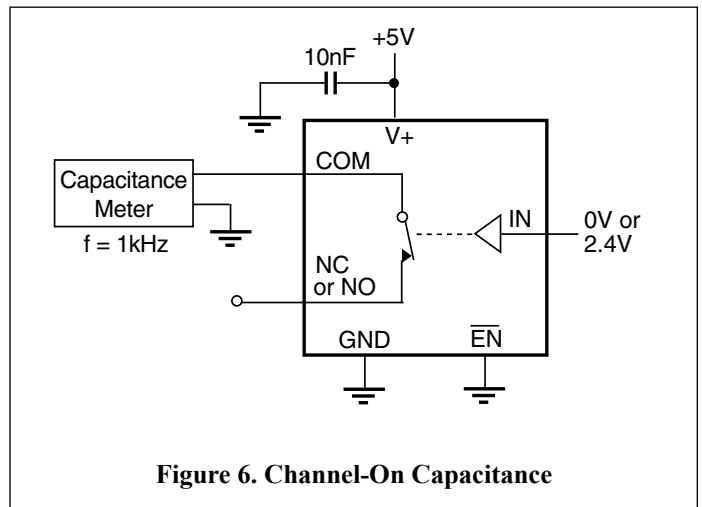 +5V
10nF
V+
COM
Capacitance
Meter
f = 1kHz
IN
0V or
2.4V
NC
or NO
GND
EN
Figure 6. Channel-On Capacitance